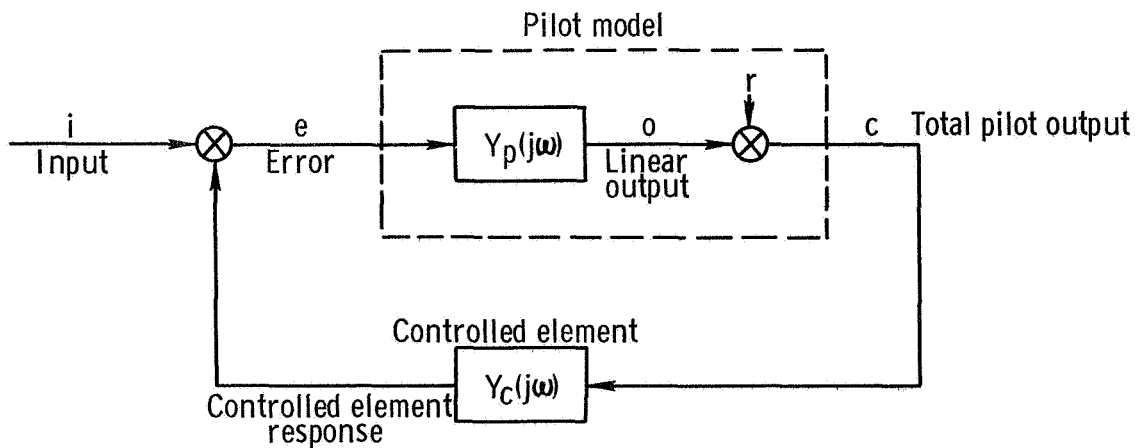 Pilot model
r
i
Input
e
Error
Yp(jω)
o
Linear
output
c
Total pilot output
Controlled element
Yc(jω)
Controlled element
response